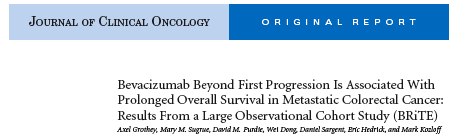 JOURNAL OF CLINICAL ONCOLOGY
ORIGINAL REPORT
Bevacizumab Beyond First Progression Is Associated With
Prolonged Overall Survival in Metastatic Colorectal Cancer:
Results From a Large Observational Cohort Study (BRiTE)
Axel Grothey, Mary M. Sugrue, David M. Purdie, Wei Dong, Daniel Sargent, Eric Hedrick, and Mark Kozloff